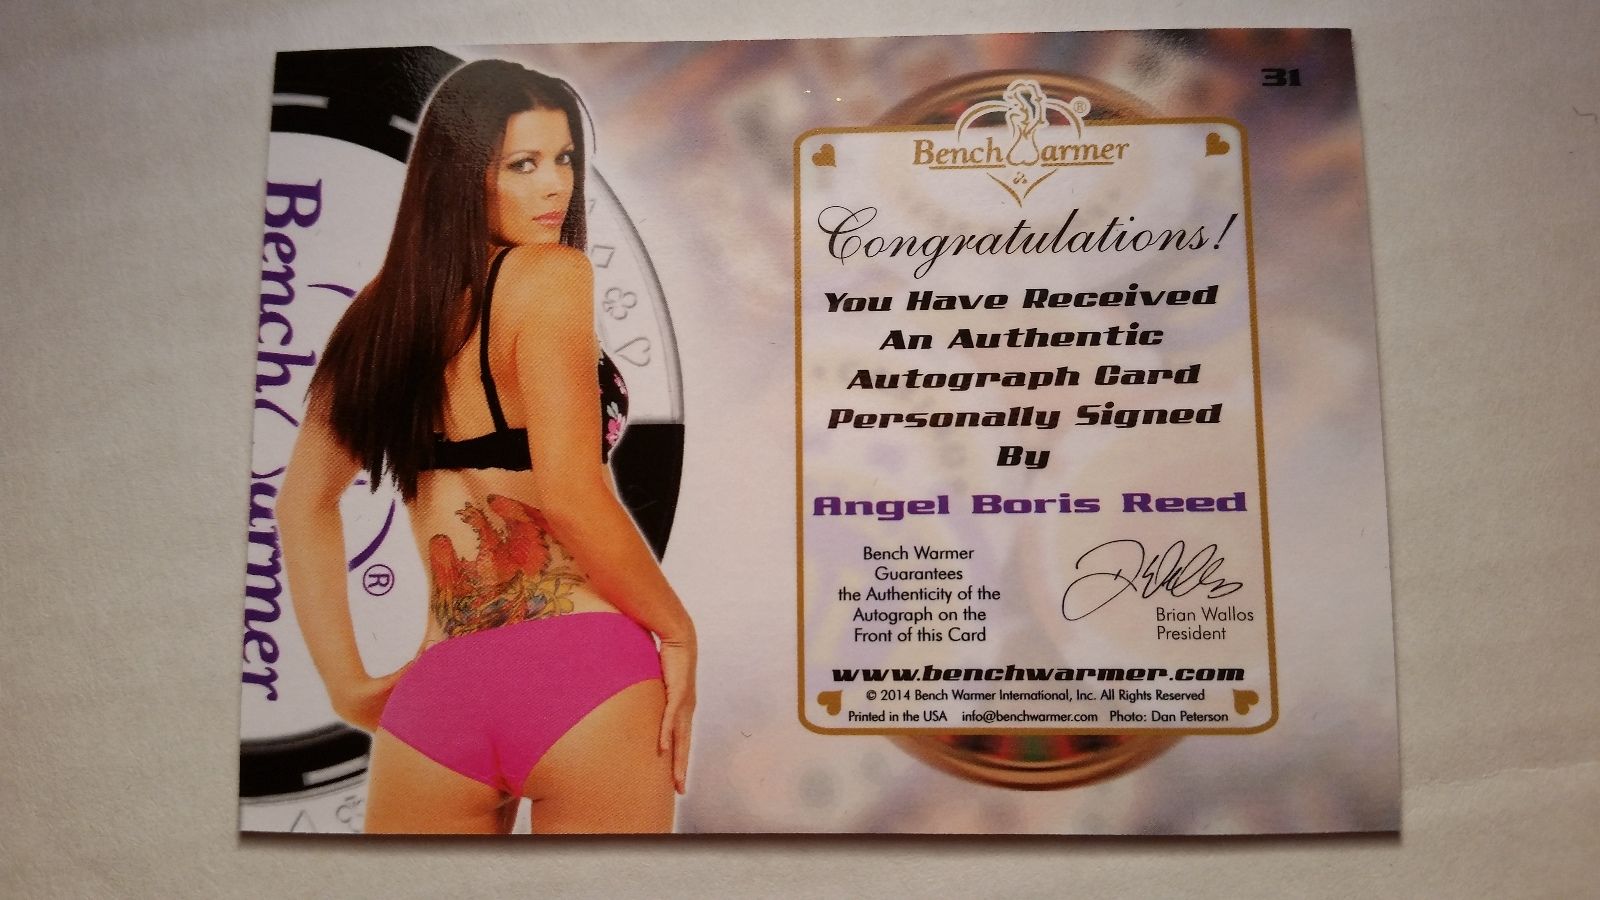 31
BenchWarmer®
BenchWarmer ®
Congratulations!
You Have Received
An Authentic
Autograph Card
Personally Signed
By
Angel Boris Reed
Bench Warmer
Guarantees
the Authenticity of the
Autograph on the
Front of this Card
Brian Wallos
President
www.benchwarmer.com
© 2014 Bench Warmer International, Inc. All Rights Reserved
Printed in the USA info@benchwarmer.com Photo: Dan Peterson